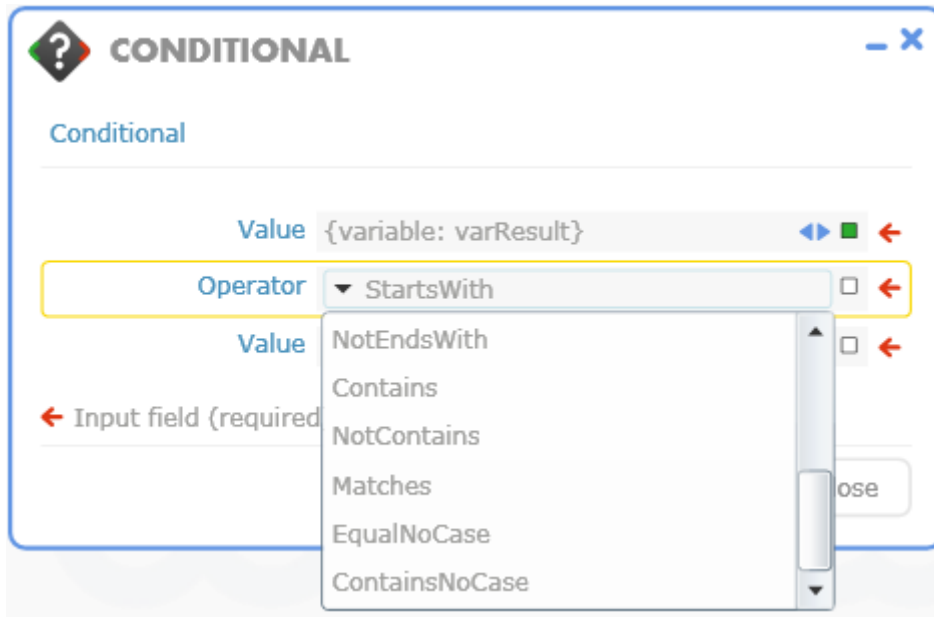 CONDITIONAL
Conditional
Value {variable: varResult}
Operator StartsWith
NotEndsWith
Value
Contains
Input field (required
NotContains
Matches
ose
EqualNoCase
ContainsNoCase